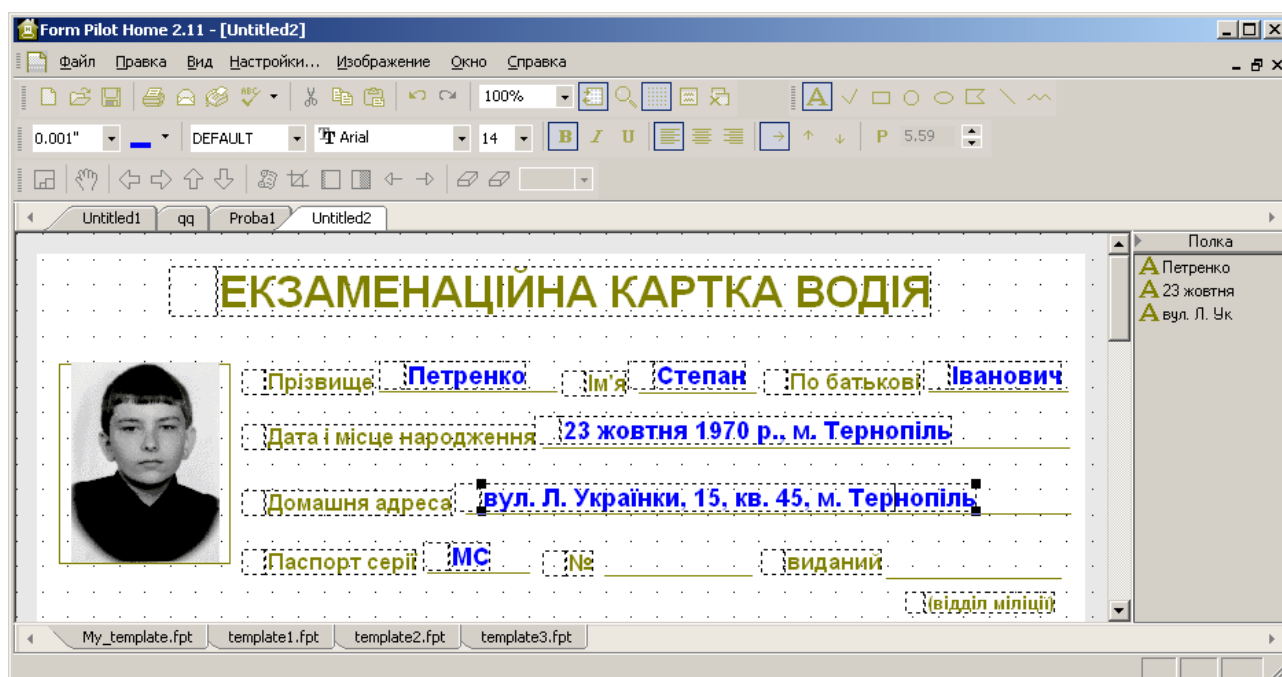 Form Pilot Home 2.11 - [Untitled2]
Файл Правка Вид Настройки... Изображение Окно Справка
100%
0.001" DEFAULT Arial 14 B I U P 5.59
Untitled1 qq Proba1 Untitled2
Полка
Петренко
23 жовтня
вул. Л. Ук
ЕКЗАМЕНАЦІЙНА КАРТКА ВОДІЯ
Прізвище Петренко Ім'я Степан По батькові Іванович
Дата і місце народження 23 жовтня 1970 р., м. Тернопіль
Домашня адреса вул. Л. Українки, 15, кв. 45, м. Тернопіль
Паспорт серії МС № виданий
(відділ міліції)
My_template.fpt template1.fpt template2.fpt template3.fpt